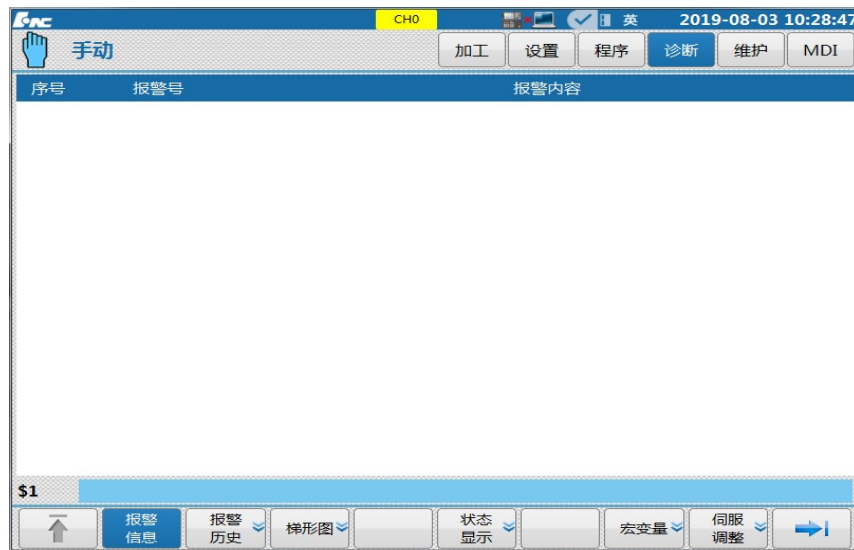 HNC CH0 英 2019-08-03 10:28:47
手动 加工 设置 程序 诊断 维护 MDI
序号 报警号 报警内容
$1
报警信息 报警历史 梯形图 状态显示 宏变量 伺服调整